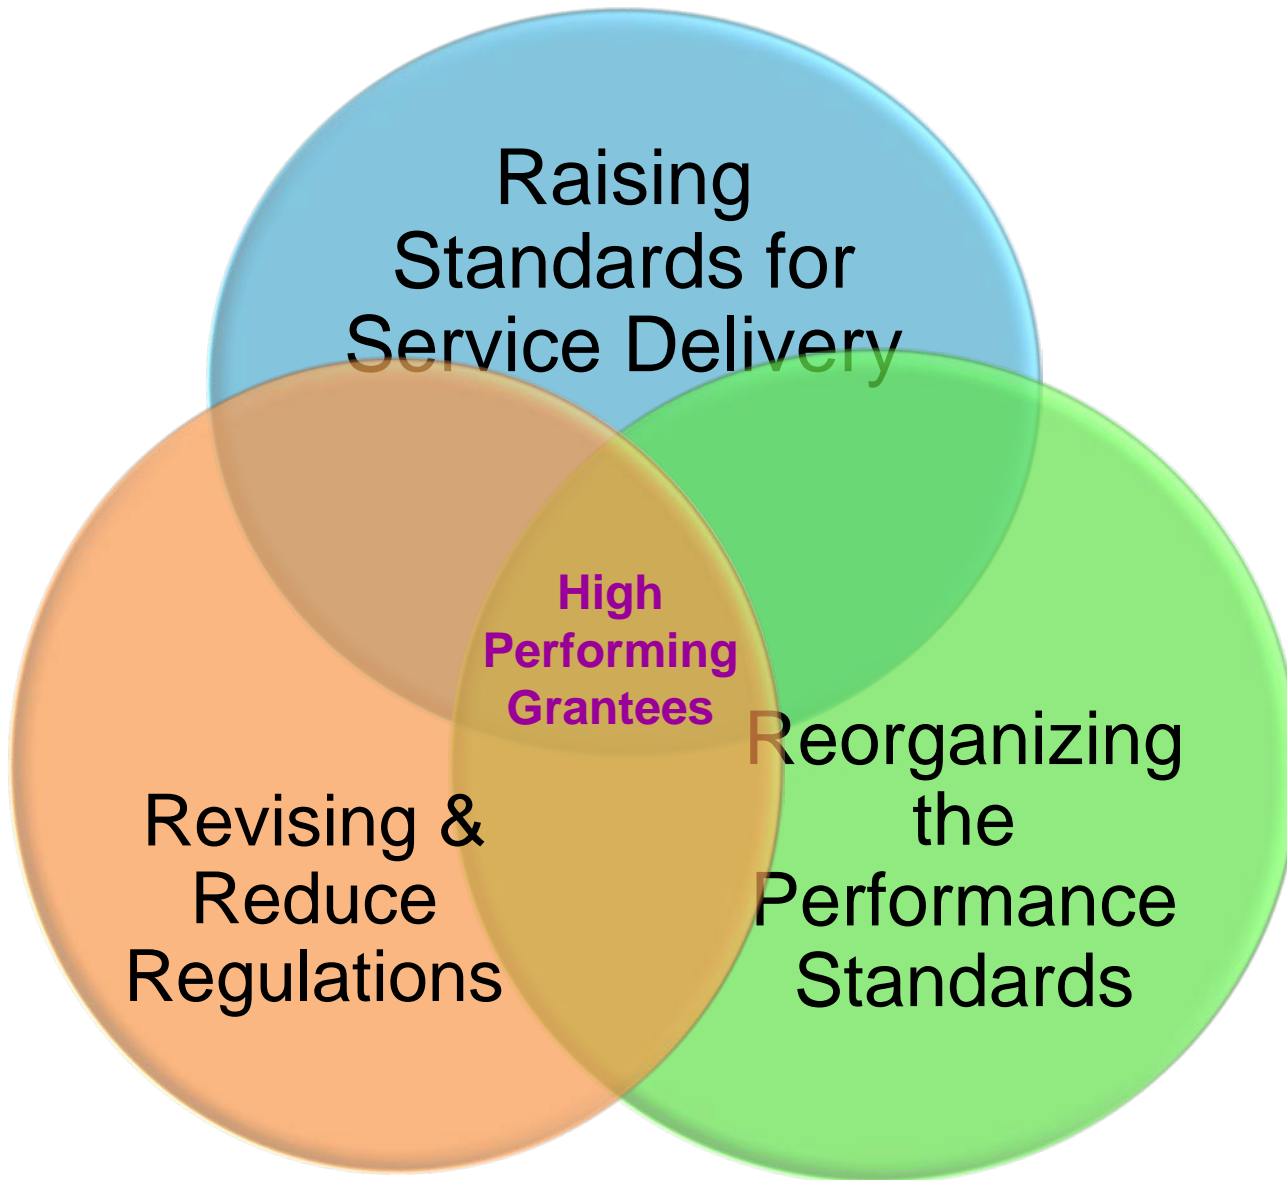 Raising
Standards for
Service Delivery
High
Performing
Grantees
Revising &
Reduce
Regulations
Reorganizing
the
Performance
Standards